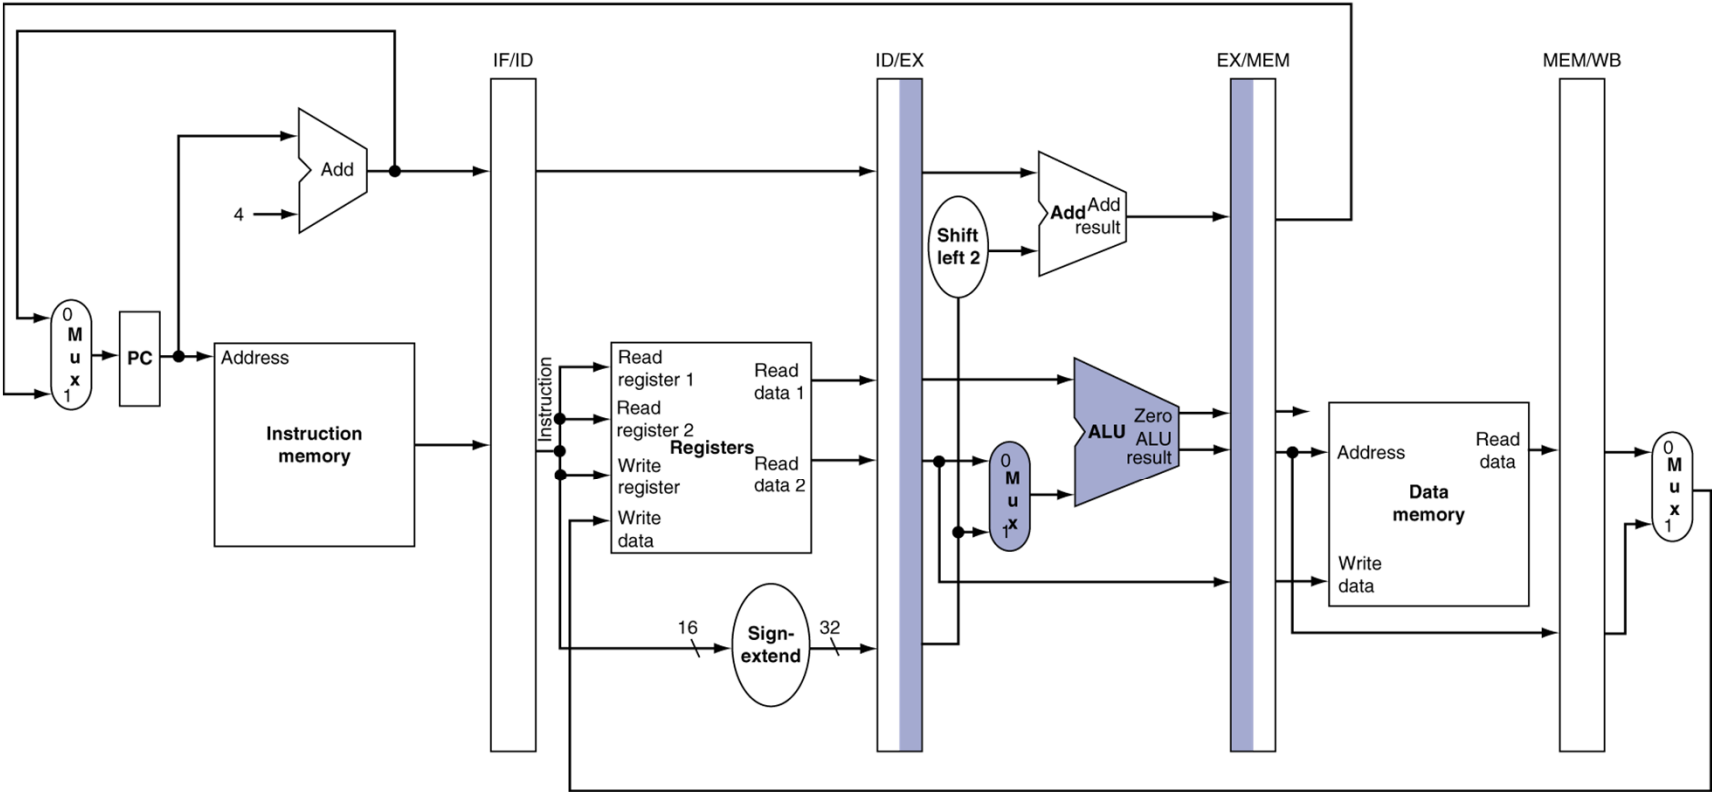 IF/ID
ID/EX
EX/MEM
MEM/WB
Add
4
Add
Add
result
Shift
left 2
0
M
u
x
1
PC
Address
Instruction
memory
Instruction
Read
register 1
Read
register 2
Write
register
Write
data
Registers
Read
data 1
Read
data 2
16
Sign-
extend
32
0
M
u
x
1
ALU
Zero
ALU
result
Address
Read
data
Data
memory
Write
data
0
M
u
x
1